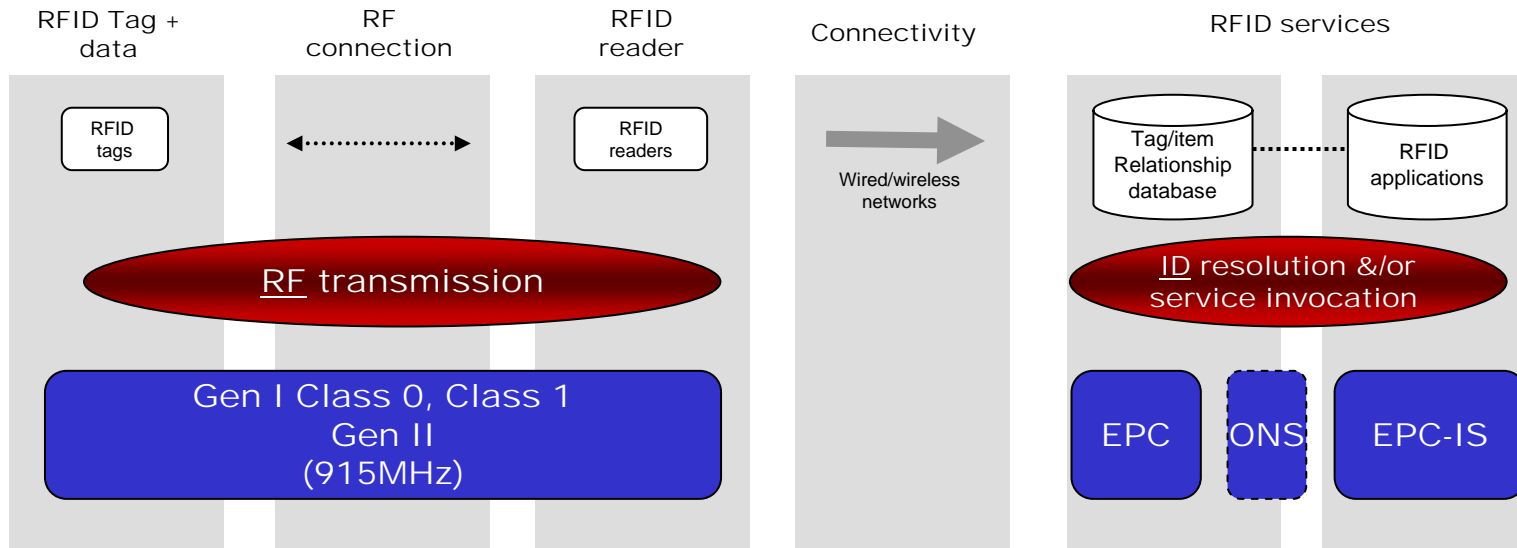 RFID Tag +
data
RF
connection
RFID
reader
Connectivity
RFID services
RFID
tags
RFID
readers
Wired/wireless
networks
Tag/item
Relationship
database
RFID
applications
RF transmission
ID resolution &/or
service invocation
Gen I Class 0, Class 1
Gen II
(915MHz)
EPC
ONS
EPC-IS